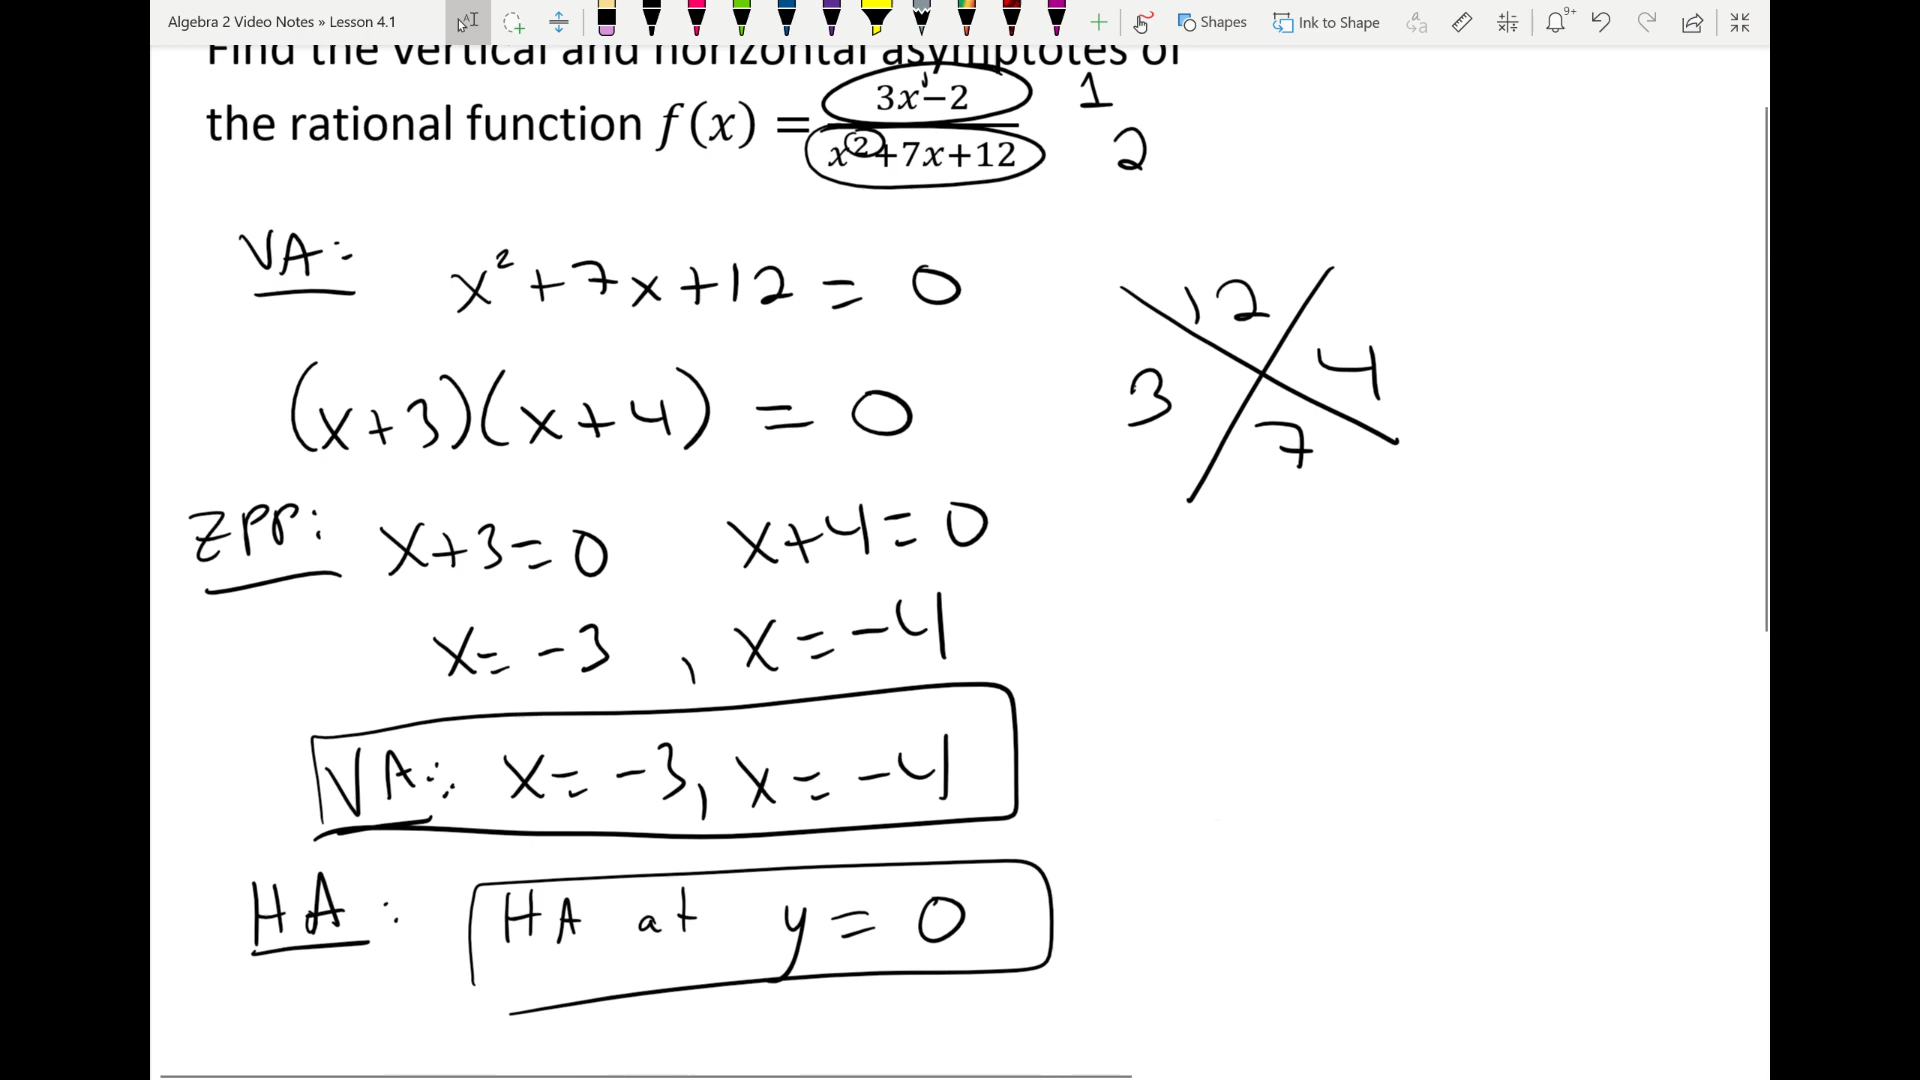 Algebra 2 Video Notes » Lesson 4.1
Shapes
Ink to Shape
9+
Find the vertical and horizontal asymptotes of
the rational function f(x) = (3x¹−2)/(x²+7x+12)
1
2
VA: x² + 7x + 12 = 0
12
3 4
7
(x+3)(x+4) = 0
ZPP: x+3=0 x+4=0
x = -3 , x = -4
VA: x = -3, x = -4
HA: HA at y = 0